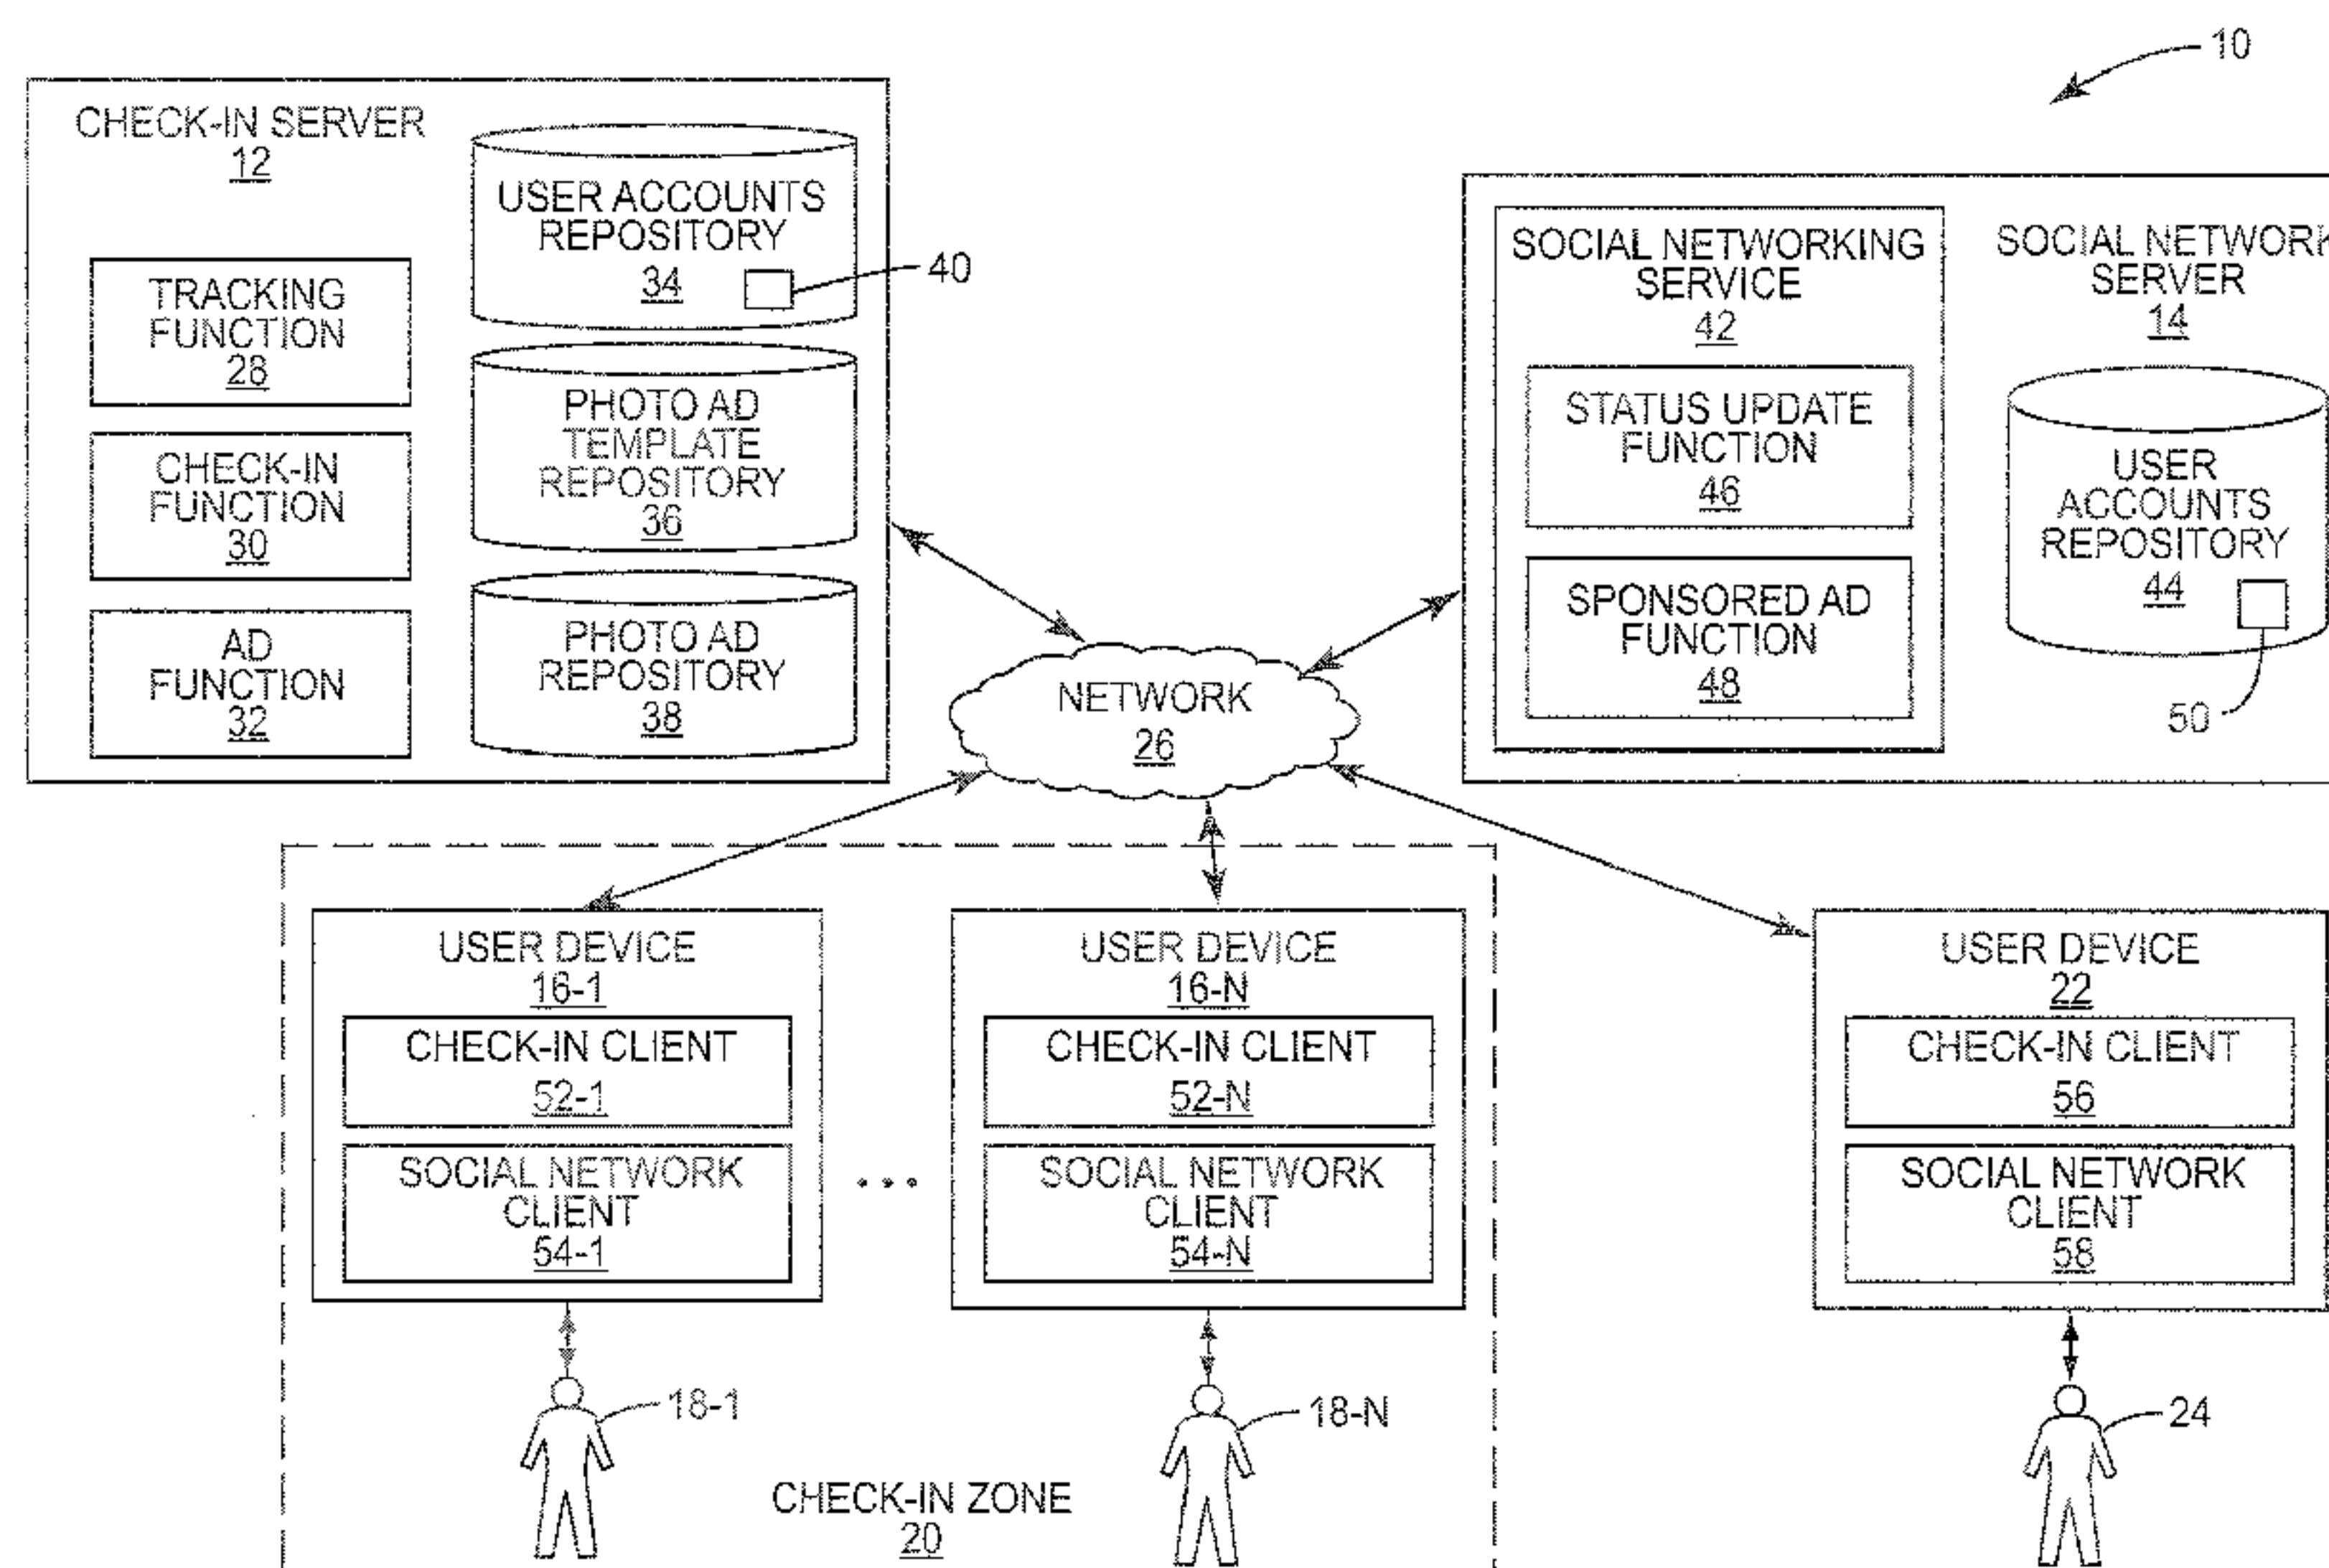 10
CHECK-IN SERVER
12
TRACKING
FUNCTION
28
CHECK-IN
FUNCTION
30
AD
FUNCTION
32
USER ACCOUNTS
REPOSITORY
34
40
PHOTO AD
TEMPLATE
REPOSITORY
36
PHOTO AD
REPOSITORY
38
SOCIAL NETWORKING
SERVICE
42
STATUS UPDATE
FUNCTION
46
SPONSORED AD
FUNCTION
48
SOCIAL NETWORK
SERVER
14
USER
ACCOUNTS
REPOSITORY
44
50
NETWORK
26
USER DEVICE
16-1
CHECK-IN CLIENT
52-1
SOCIAL NETWORK
CLIENT
54-1
...
USER DEVICE
16-N
CHECK-IN CLIENT
52-N
SOCIAL NETWORK
CLIENT
54-N
USER DEVICE
22
CHECK-IN CLIENT
56
SOCIAL NETWORK
CLIENT
58
18-1
18-N
24
CHECK-IN ZONE
20